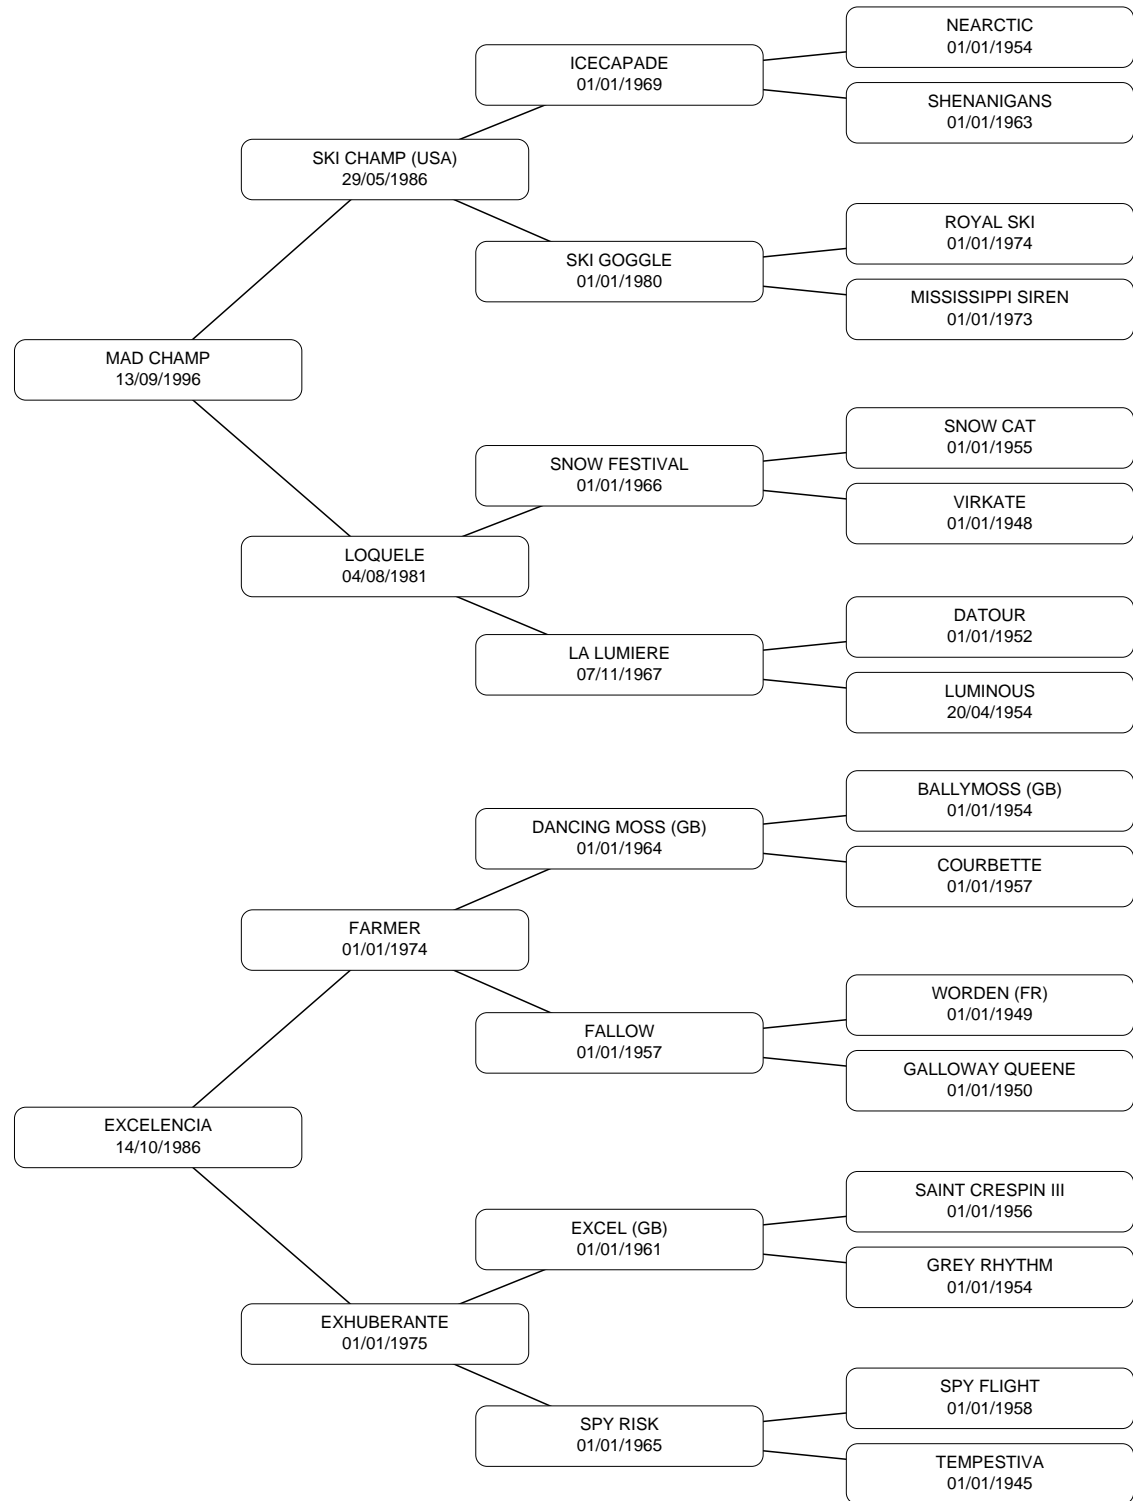 NEARCTIC
01/01/1954
ICECAPADE
01/01/1969
SHENANIGANS
01/01/1963
SKI CHAMP (USA)
29/05/1986
ROYAL SKI
01/01/1974
SKI GOGGLE
01/01/1980
MISSISSIPPI SIREN
01/01/1973
MAD CHAMP
13/09/1996
SNOW CAT
01/01/1955
SNOW FESTIVAL
01/01/1966
VIRKATE
01/01/1948
LOQUELE
04/08/1981
DATOUR
01/01/1952
LA LUMIERE
07/11/1967
LUMINOUS
20/04/1954
BALLYMOSS (GB)
01/01/1954
DANCING MOSS (GB)
01/01/1964
COURBETTE
01/01/1957
FARMER
01/01/1974
WORDEN (FR)
01/01/1949
FALLOW
01/01/1957
GALLOWAY QUEENE
01/01/1950
EXCELENCIA
14/10/1986
SAINT CRESPIN III
01/01/1956
EXCEL (GB)
01/01/1961
GREY RHYTHM
01/01/1954
EXHUBERANTE
01/01/1975
SPY FLIGHT
01/01/1958
SPY RISK
01/01/1965
TEMPESTIVA
01/01/1945